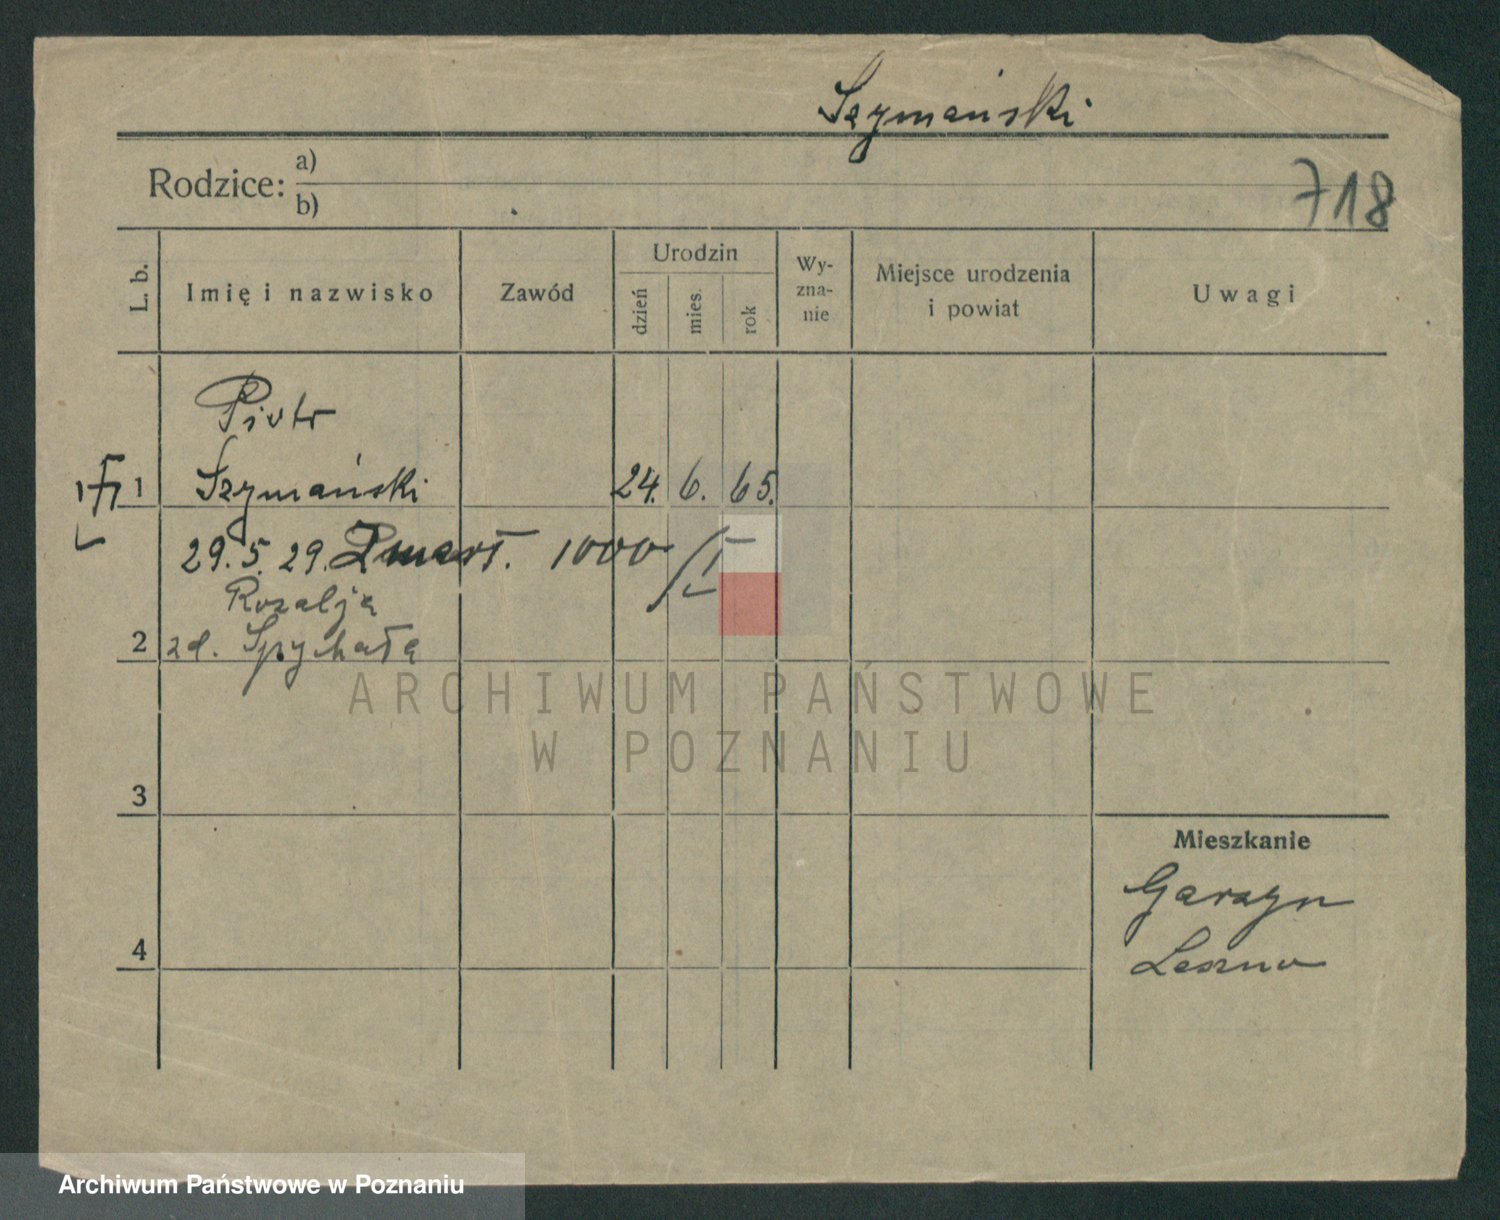 Szymański
Rodzice: a)
b)
718
L. b.
Imię i nazwisko
Zawód
Urodzin
dzień
mies.
rok
Wy-
zna-
nie
Miejsce urodzenia
i powiat
Uwagi
Piotr
1 Szymański 24. 6. 65.
29. 5. 29. Zmarł. 1000
Rozalja
2 zd. Spychała
ARCHIWUM PAŃSTWOWE
W POZNANIU
3
Mieszkanie
Garzyn
4
Leszno
Archiwum Państwowe w Poznaniu